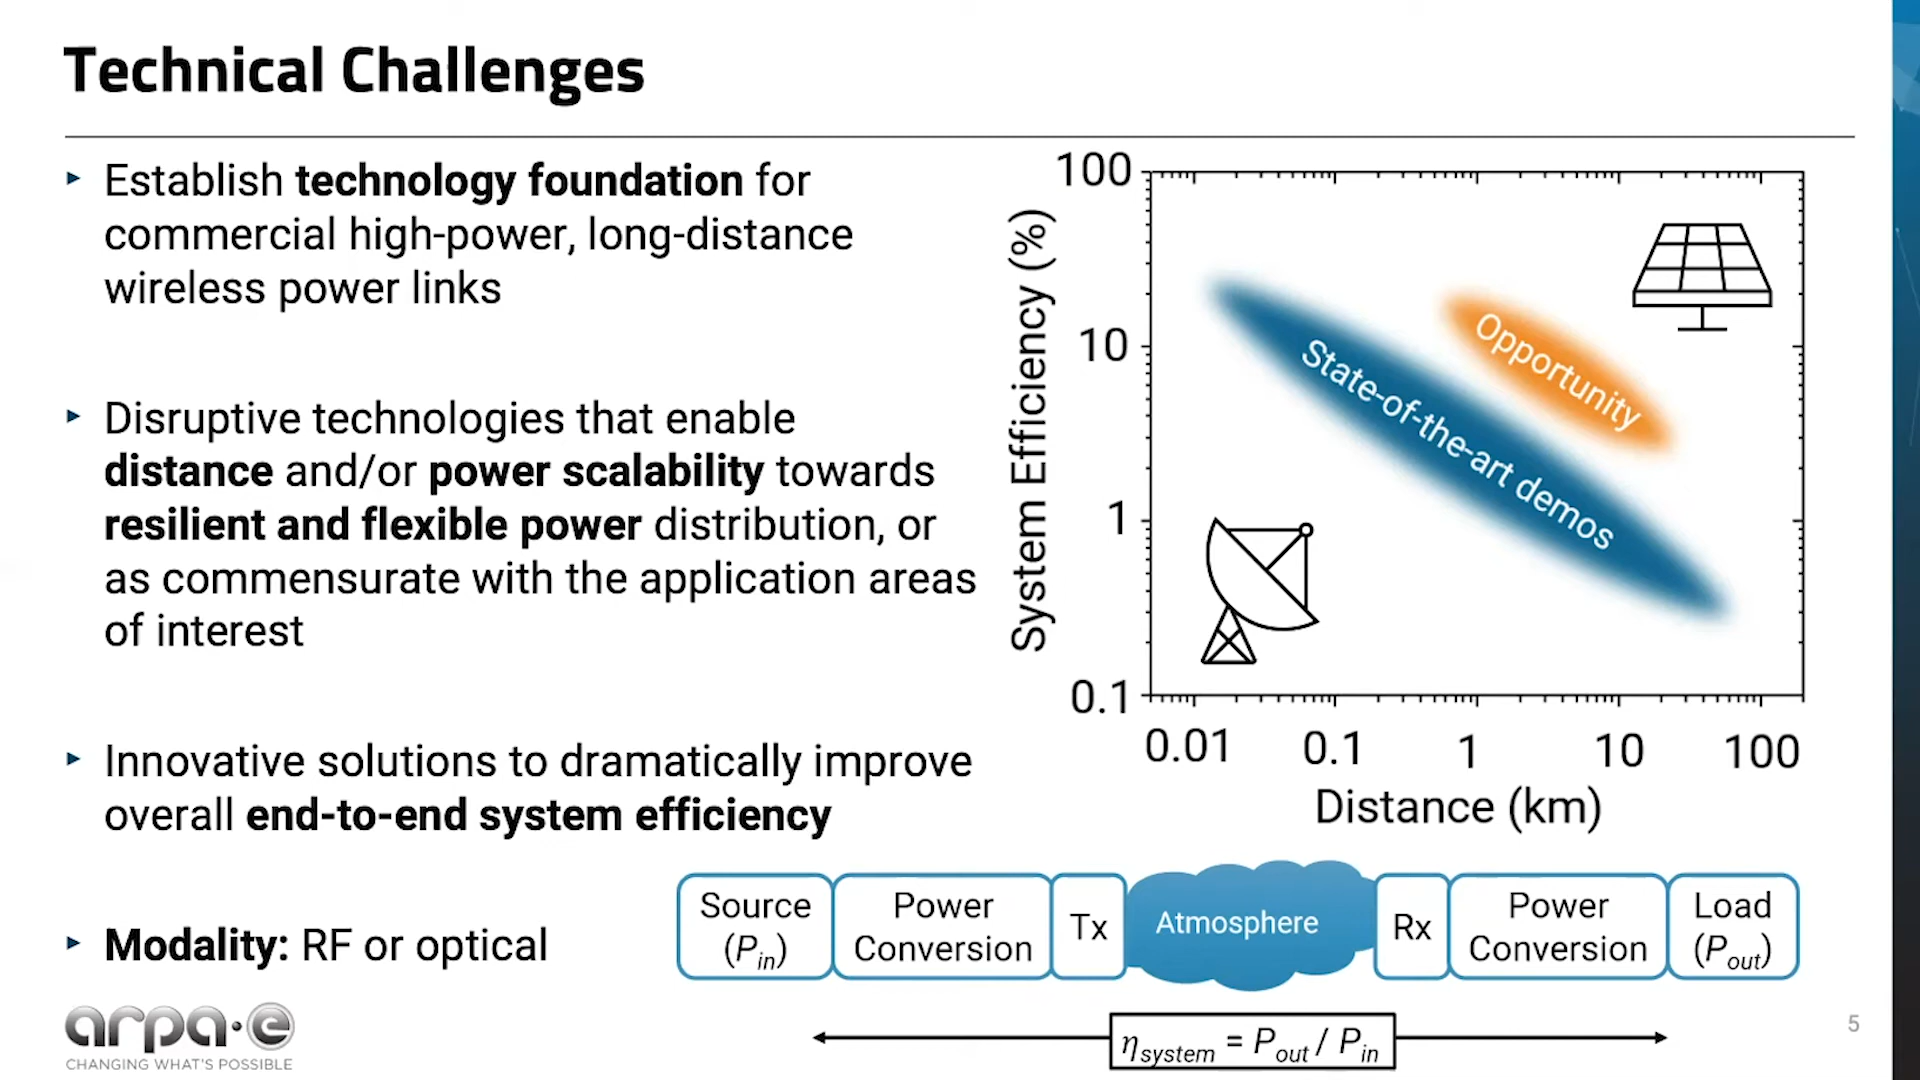 Technical Challenges
‣ Establish technology foundation for
commercial high-power, long-distance
wireless power links
‣ Disruptive technologies that enable
distance and/or power scalability towards
resilient and flexible power distribution, or
as commensurate with the application areas
of interest
‣ Innovative solutions to dramatically improve
overall end-to-end system efficiency
‣ Modality: RF or optical
System Efficiency (%)
100
10
1
0.1
Opportunity
State-of-the-art demos
0.01 0.1 1 10 100
Distance (km)
Source
(Pin)
Power
Conversion
Tx
Atmosphere
Rx
Power
Conversion
Load
(Pout)
ηsystem = Pout / Pin
arpa·e
CHANGING WHAT'S POSSIBLE
5